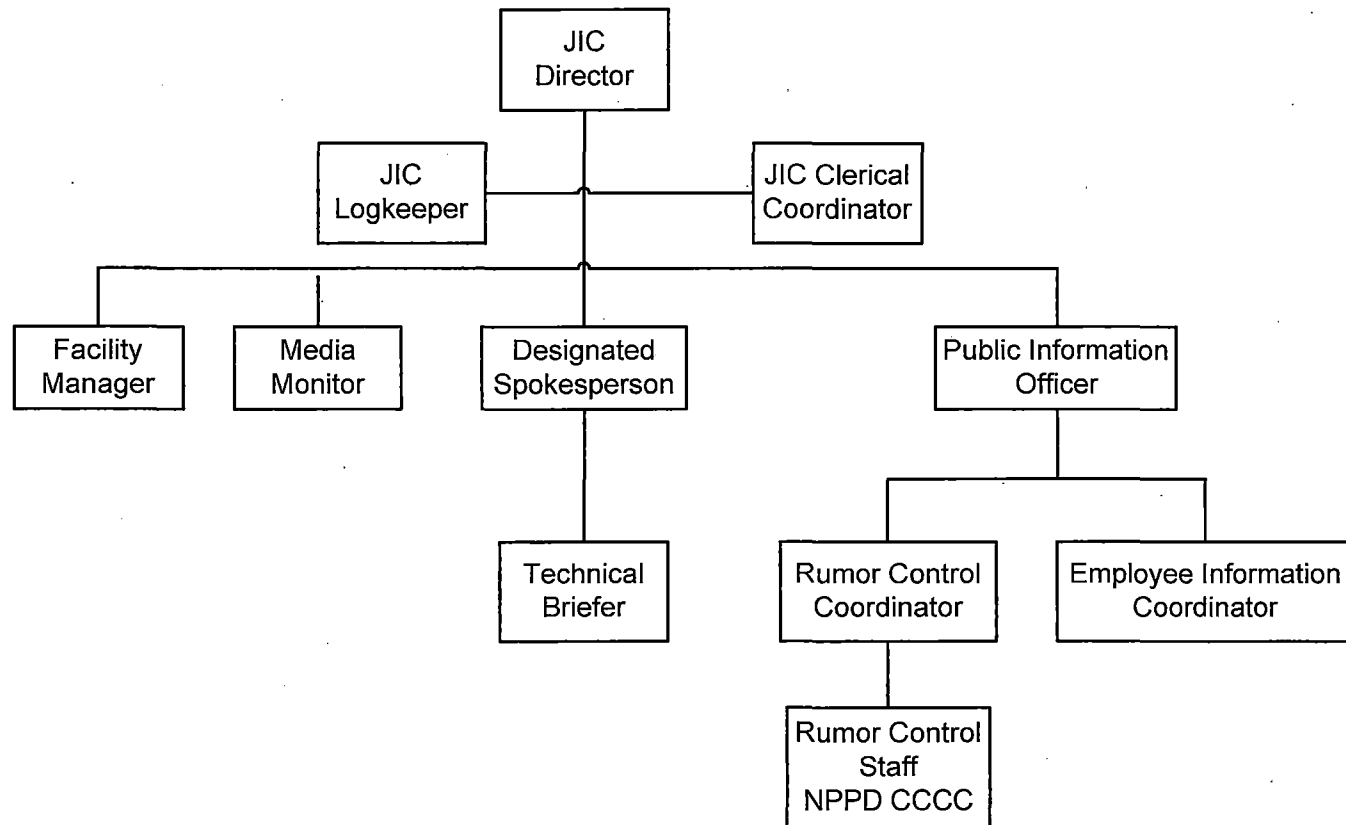 JIC
Director
JIC
Logkeeper
JIC Clerical
Coordinator
Facility
Manager
Media
Monitor
Designated
Spokesperson
Public Information
Officer
Technical
Briefer
Rumor Control
Coordinator
Employee Information
Coordinator
Rumor Control
Staff
NPPD CCCC